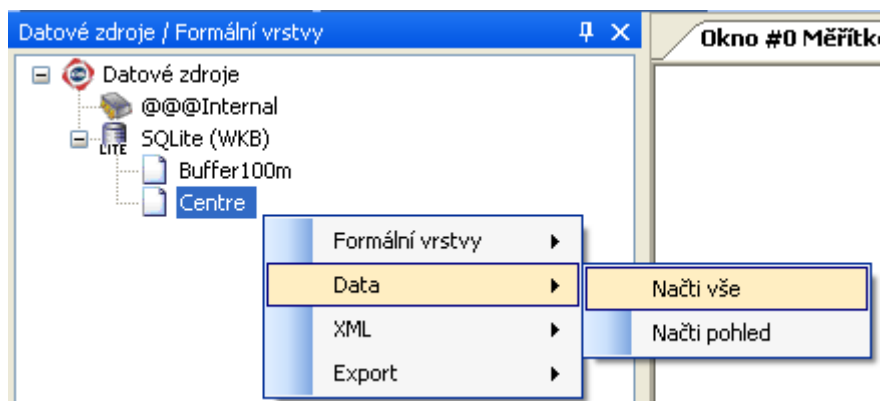 Datové zdroje / Formální vrstvy
Okno #0 Měřítk
Datové zdroje
@@@Internal
SQLite (WKB)
LITE
Buffer100m
Centre
Formální vrstvy
Data
Načti vše
XML
Načti pohled
Export